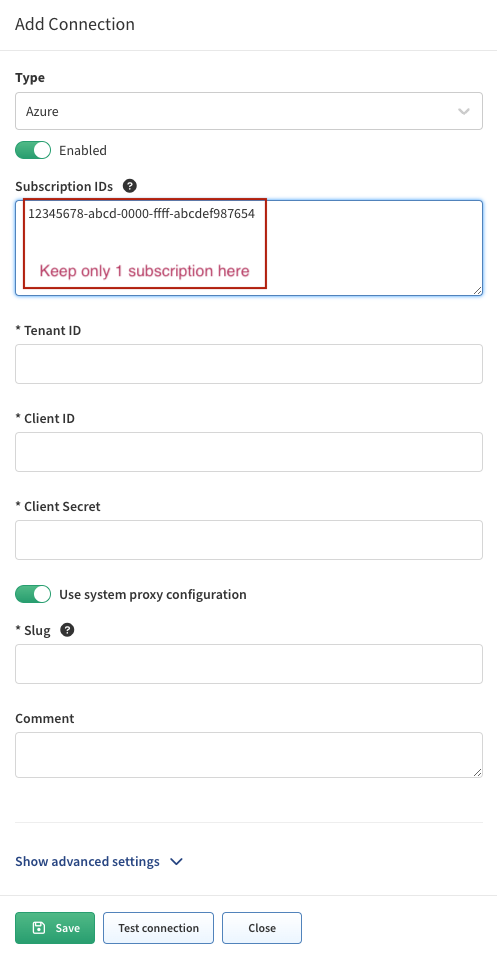 Add Connection
Type
Azure
Enabled
Subscription IDs ?
12345678-abcd-0000-ffff-abcdef987654
Keep only 1 subscription here
* Tenant ID
* Client ID
* Client Secret
Use system proxy configuration
* Slug ?
Comment
Show advanced settings
Save Test connection Close